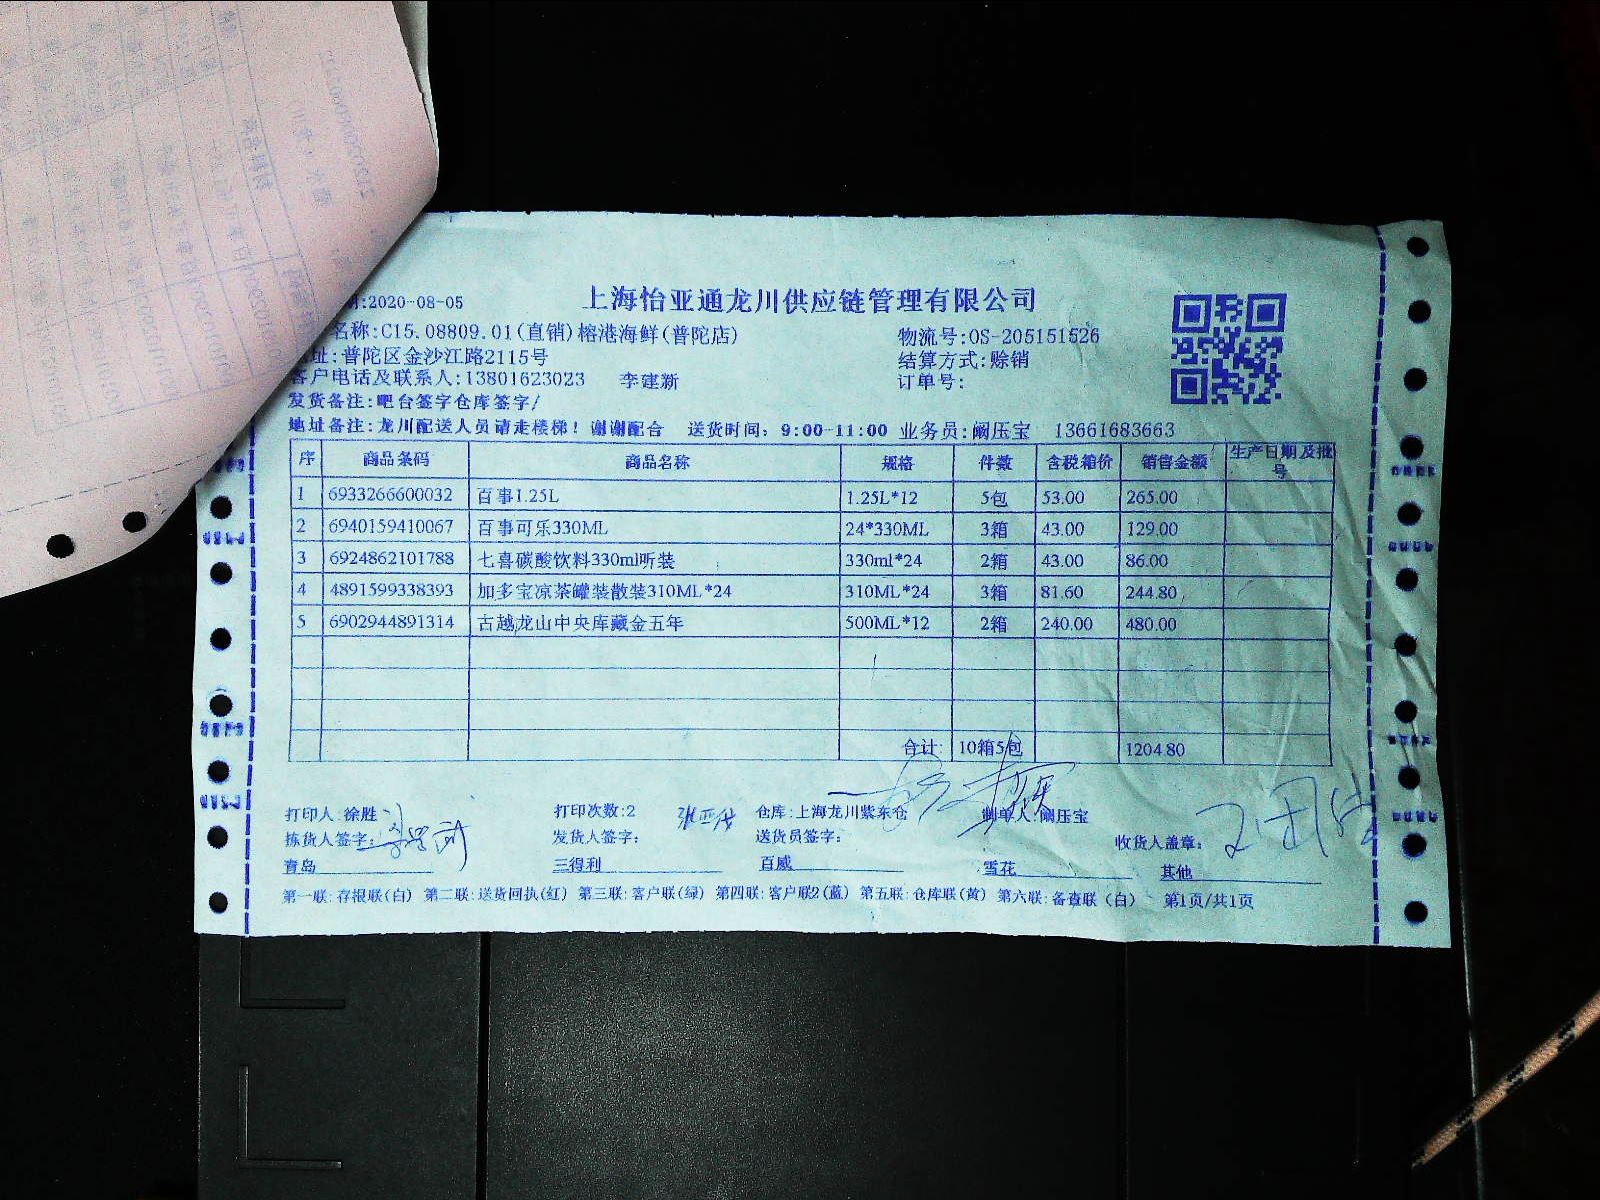 :2020-08-05
上海怡亚通龙川供应链管理有限公司
名称:C15.08809.01(直销)榕港海鲜(普陀店)
物流号:OS-205151526
址:普陀区金沙江路2115号
结算方式:赊销
客户电话及联系人:13801623023 李建新
订单号:
发货备注:吧台签字仓库签字/
地址备注:龙川配送人员请走楼梯!谢谢配合 送货时间:9:00-11:00 业务员:阚压宝 13661683663
序 商品条码 商品名称 规格 件数 含税箱价 销售金额 生产日期及批号
1 6933266600032 百事1.25L 1.25L*12 5包 53.00 265.00
2 6940159410067 百事可乐330ML 24*330ML 3箱 43.00 129.00
3 6924862101788 七喜碳酸饮料330ml听装 330ml*24 2箱 43.00 86.00
4 4891599338393 加多宝凉茶罐装散装310ML*24 310ML*24 3箱 81.60 244.80
5 6902944891314 古越龙山中央库藏金五年 500ML*12 2箱 240.00 480.00
合计: 10箱5包 1204.80
打印人:徐胜 打印次数:2 仓库:上海龙川紫东仓 制单人:阚压宝
拣货人签字: 发货人签字: 送货员签字: 收货人盖章:
青岛 三得利 百威 雪花 其他
第一联:存根联(白) 第二联:送货回执(红) 第三联:客户联(绿) 第四联:客户联2(蓝) 第五联:仓库联(黄) 第六联:备查联(白) 第1页/共1页